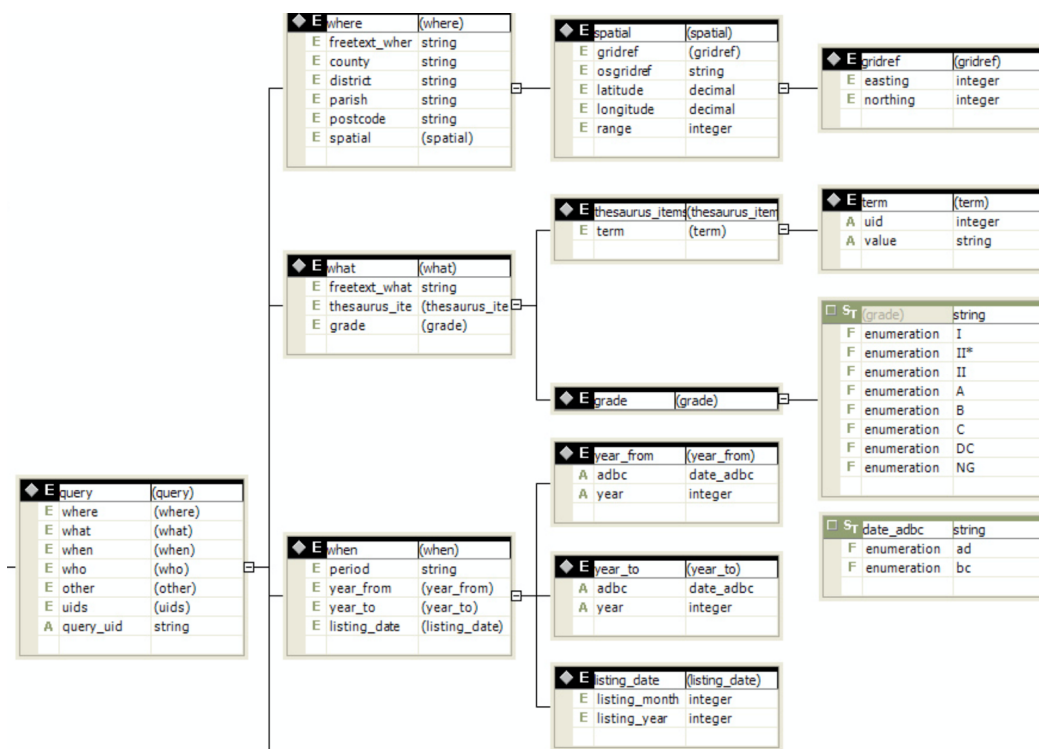 E where (where)
E freetext_wher string
E county string
E district string
E parish string
E postcode string
E spatial (spatial)
E spatial (spatial)
E gridref (gridref)
E osgridref string
E latitude decimal
E longitude decimal
E range integer
E gridref (gridref)
E easting integer
E northing integer
E thesaurus_items (thesaurus_item
E term (term)
E term (term)
A uid integer
A value string
E what (what)
E freetext_what string
E thesaurus_ite (thesaurus_ite
E grade (grade)
E grade (grade)
ST (grade) string
F enumeration I
F enumeration II*
F enumeration II
F enumeration A
F enumeration B
F enumeration C
F enumeration DC
F enumeration NG
E query (query)
E where (where)
E what (what)
E when (when)
E who (who)
E other (other)
E uids (uids)
A query_uid string
E when (when)
E period string
E year_from (year_from)
E year_to (year_to)
E listing_date (listing_date)
E year_from (year_from)
A adbc date_adbc
A year integer
E year_to (year_to)
A adbc date_adbc
A year integer
E listing_date (listing_date)
E listing_month integer
E listing_year integer
ST date_adbc string
F enumeration ad
F enumeration bc